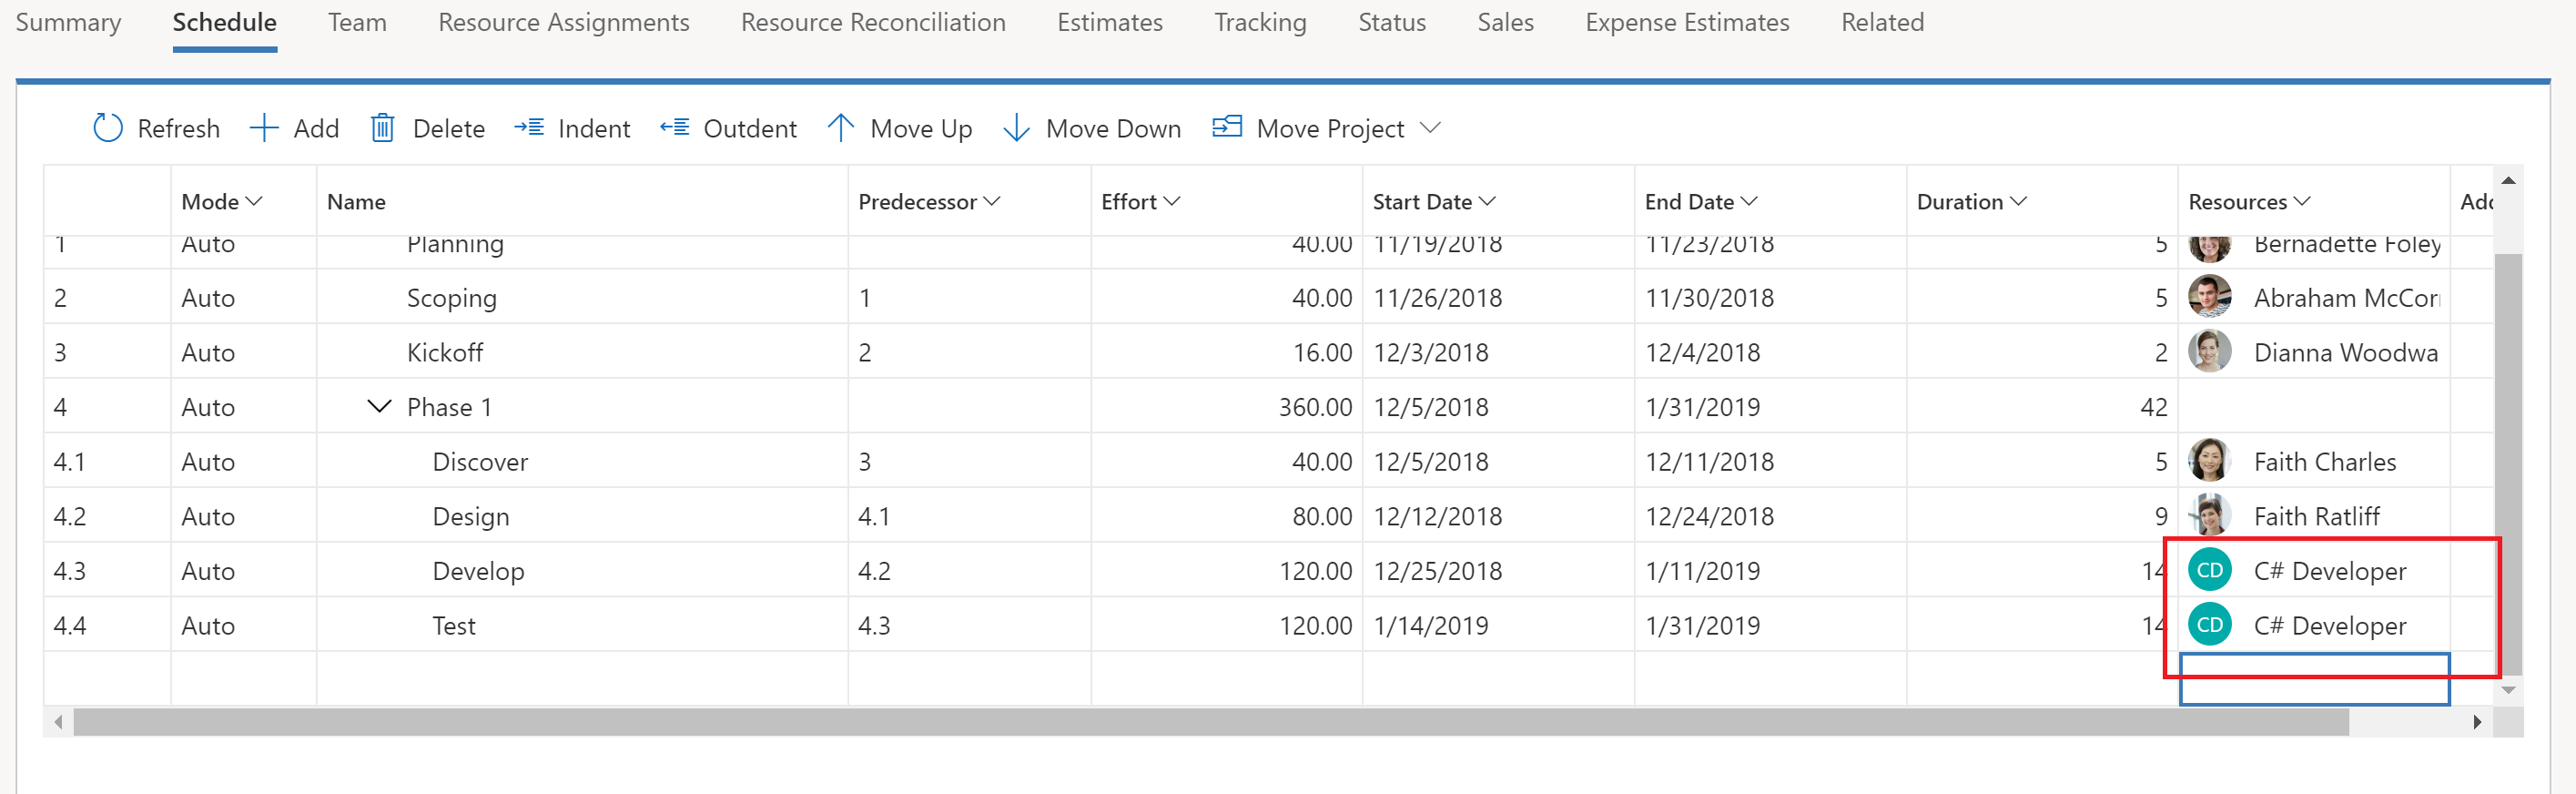 Summary Schedule Team Resource Assignments Resource Reconciliation Estimates Tracking Status Sales Expense Estimates Related
Refresh Add Delete Indent Outdent Move Up Move Down Move Project
Mode Name Predecessor Effort Start Date End Date Duration Resources Add
1 Auto Planning 40.00 11/19/2018 11/23/2018 5 Bernadette Foley
2 Auto Scoping 1 40.00 11/26/2018 11/30/2018 5 Abraham McCor
3 Auto Kickoff 2 16.00 12/3/2018 12/4/2018 2 Dianna Woodwa
4 Auto Phase 1 360.00 12/5/2018 1/31/2019 42
4.1 Auto Discover 3 40.00 12/5/2018 12/11/2018 5 Faith Charles
4.2 Auto Design 4.1 80.00 12/12/2018 12/24/2018 9 Faith Ratliff
4.3 Auto Develop 4.2 120.00 12/25/2018 1/11/2019 14 CD C# Developer
4.4 Auto Test 4.3 120.00 1/14/2019 1/31/2019 14 CD C# Developer